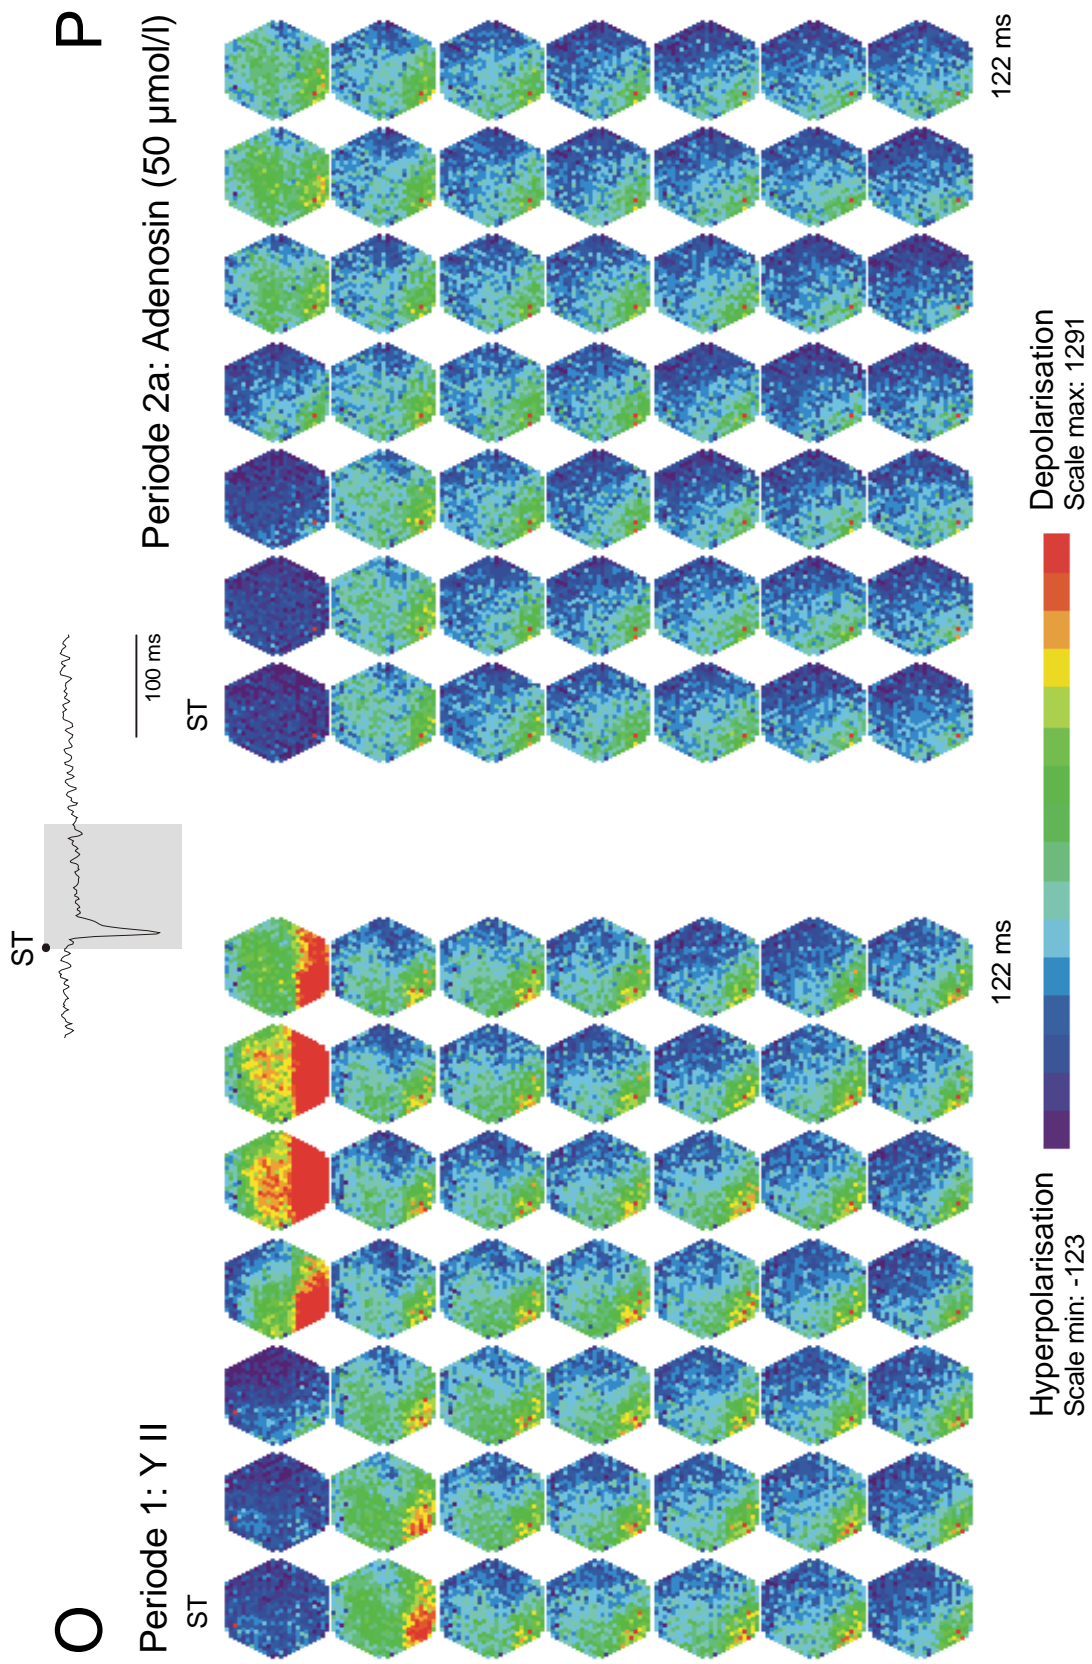 O
P
Periode 1: Y II
Periode 2a: Adenosin (50 µmol/l)
ST
100 ms
ST
ST
122 ms
122 ms
Hyperpolarisation
Scale min: -123
Depolarisation
Scale max: 1291